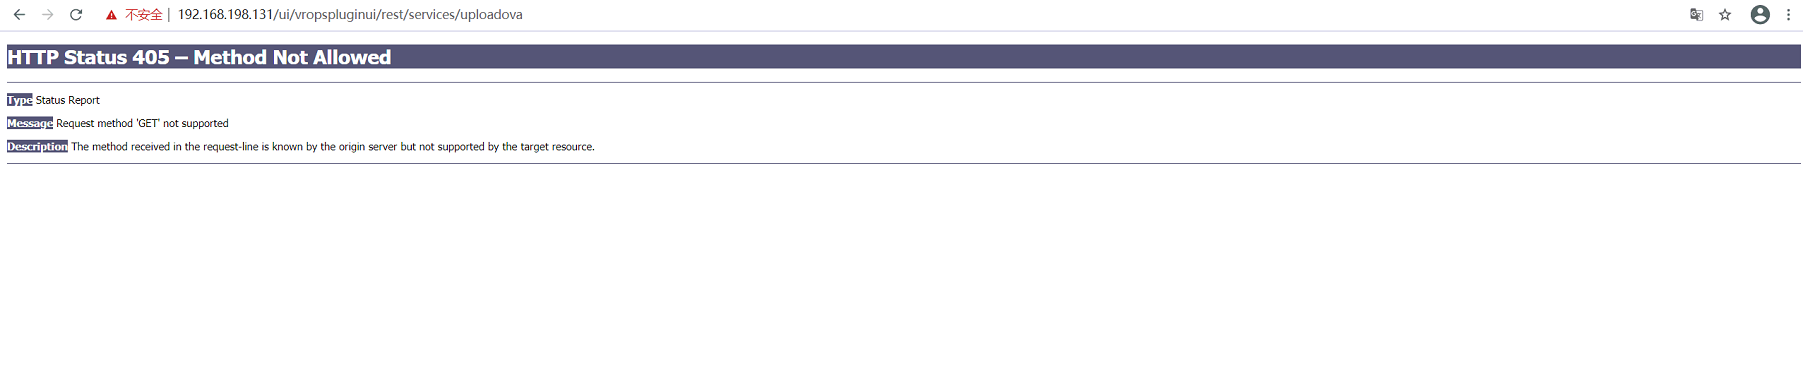 不安全 | 192.168.198.131/ui/vropspluginui/rest/services/uploadova
HTTP Status 405 – Method Not Allowed
Type Status Report
Message Request method 'GET' not supported
Description The method received in the request-line is known by the origin server but not supported by the target resource.